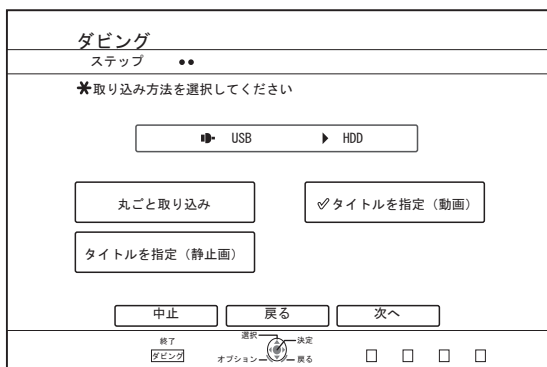 ダビング
ステップ ●●
*取り込み方法を選択してください
USB ▶ HDD
丸ごと取り込み
✓タイトルを指定(動画)
タイトルを指定(静止画)
中止 戻る 次へ
終了
ダビング
選択 決定
オプション 戻る